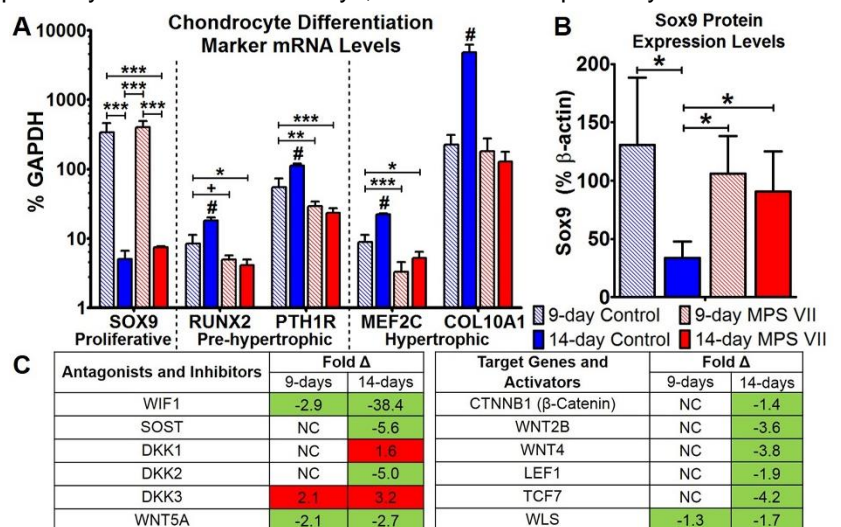 A
Chondrocyte Differentiation
Marker mRNA Levels
% GAPDH
10000
1000
100
10
1
***
***
*** ***
*
+
#
***
**
#
*
***
#
#
SOX9 RUNX2 PTH1R MEF2C COL10A1
Proliferative Pre-hypertrophic Hypertrophic
B
Sox9 Protein
Expression Levels
Sox9 (% β-actin)
200
150
100
50
0
*
*
*
9-day Control 9-day MPS VII
14-day Control 14-day MPS VII
C
Antagonists and Inhibitors Fold Δ
9-days 14-days
WIF1 -2.9 -38.4
SOST NC -5.6
DKK1 NC 1.6
DKK2 NC -5.0
DKK3 2.1 3.2
WNT5A -2.1 -2.7
Target Genes and Activators Fold Δ
9-days 14-days
CTNNB1 (β-Catenin) NC -1.4
WNT2B NC -3.6
WNT4 NC -3.8
LEF1 NC -1.9
TCF7 NC -4.2
WLS -1.3 -1.7